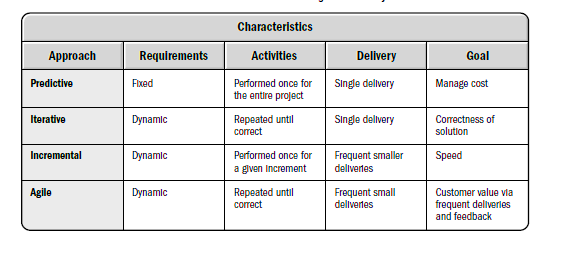 Characteristics
Approach Requirements Activities Delivery Goal
Predictive Fixed Performed once for the entire project Single delivery Manage cost
Iterative Dynamic Repeated until correct Single delivery Correctness of solution
Incremental Dynamic Performed once for a given increment Frequent smaller deliveries Speed
Agile Dynamic Repeated until correct Frequent small deliveries Customer value via frequent deliveries and feedback